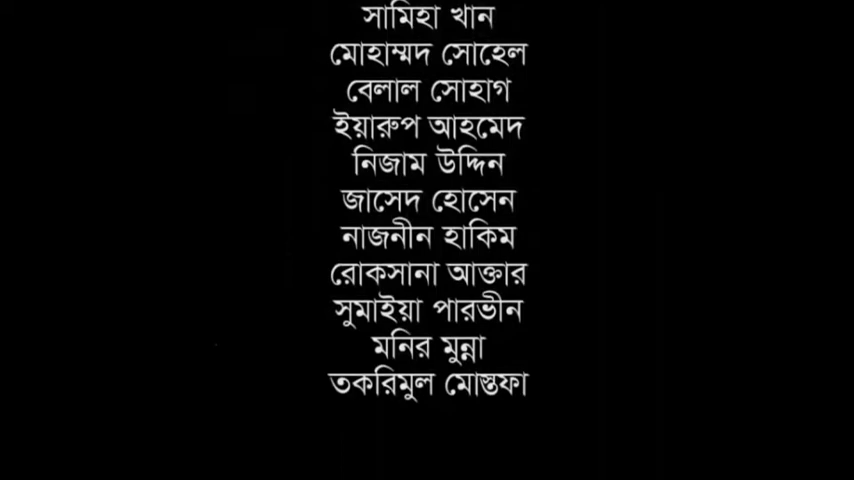 সামিহা খান
মোহাম্মদ সোহেল
বেলাল সোহাগ
ইয়ারুপ আহমেদ
নিজাম উদ্দিন
জাসেদ হোসেন
নাজনীন হাকিম
রোকসানা আক্তার
সুমাইয়া পারভীন
মনির মুন্না
তকরিমুল মোস্তফা